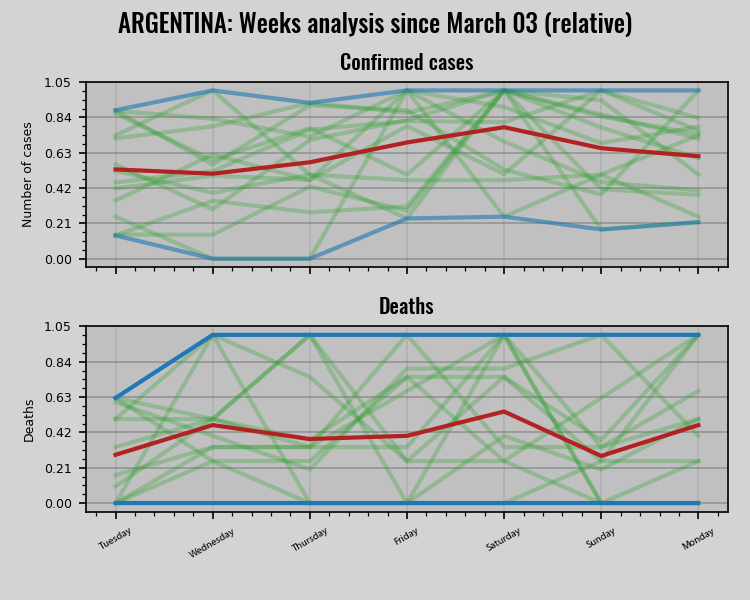 ARGENTINA: Weeks analysis since March 03 (relative)
Confirmed cases
Number of cases
1.05
0.84
0.63
0.42
0.21
0.00
Deaths
Deaths
1.05
0.84
0.63
0.42
0.21
0.00
Tuesday
Wednesday
Thursday
Friday
Saturday
Sunday
Monday